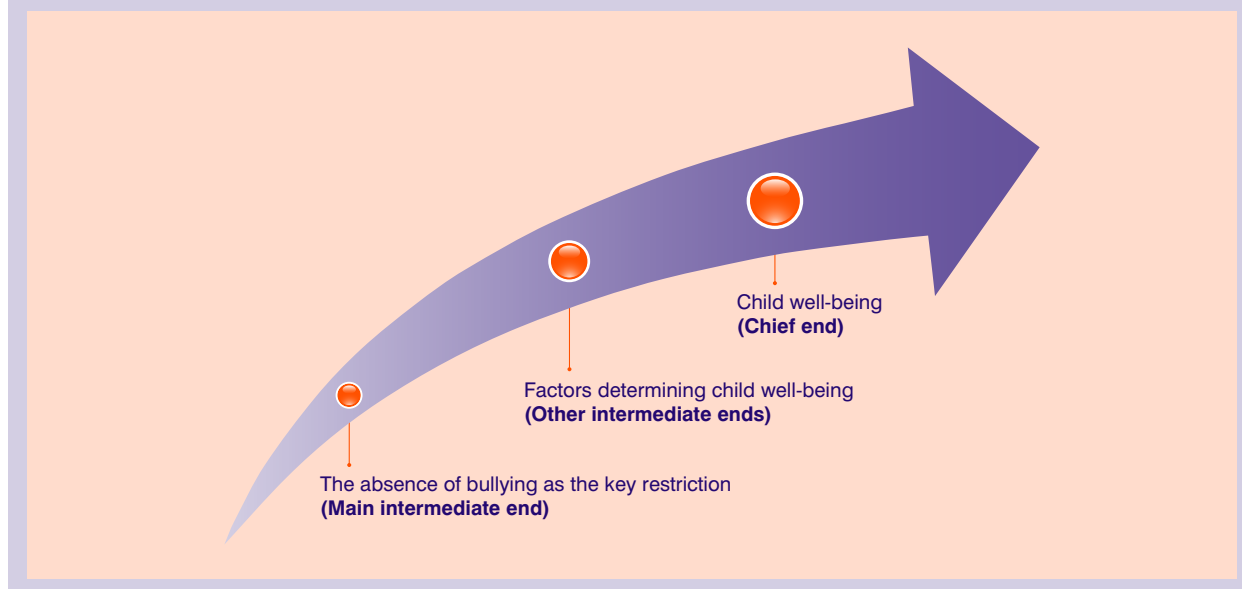 Child well-being
(Chief end)
Factors determining child well-being
(Other intermediate ends)
The absence of bullying as the key restriction
(Main intermediate end)